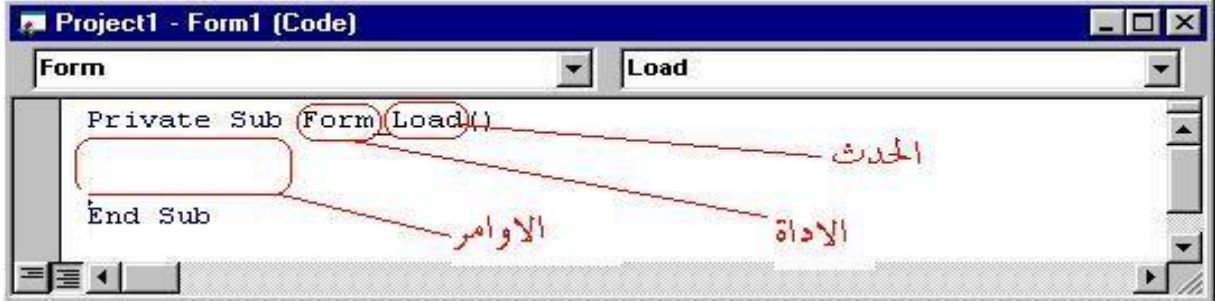 Project1 - Form1 (Code)
Form
Load
Private Sub Form_Load()
الحدث
End Sub
الاوامر
الاداة